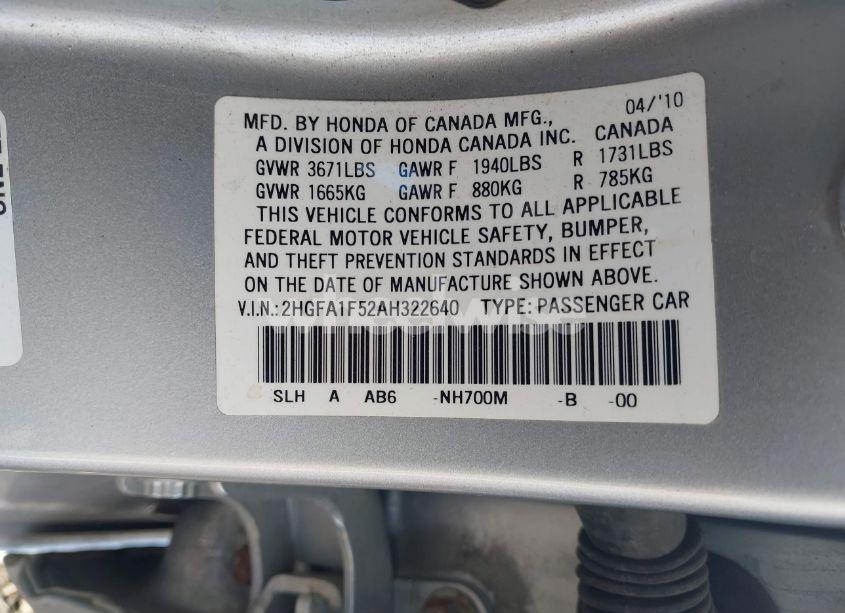 04/'10
MFD. BY HONDA OF CANADA MFG.,
A DIVISION OF HONDA CANADA INC. CANADA
GVWR 3671LBS GAWR F 1940LBS R 1731LBS
GVWR 1665KG GAWR F 880KG R 785KG
THIS VEHICLE CONFORMS TO ALL APPLICABLE
FEDERAL MOTOR VEHICLE SAFETY, BUMPER,
AND THEFT PREVENTION STANDARDS IN EFFECT
ON THE DATE OF MANUFACTURE SHOWN ABOVE.
V.I.N.:2HGFA1F52AH322640 TYPE:PASSENGER CAR
SLH A AB6 -NH700M -B -00